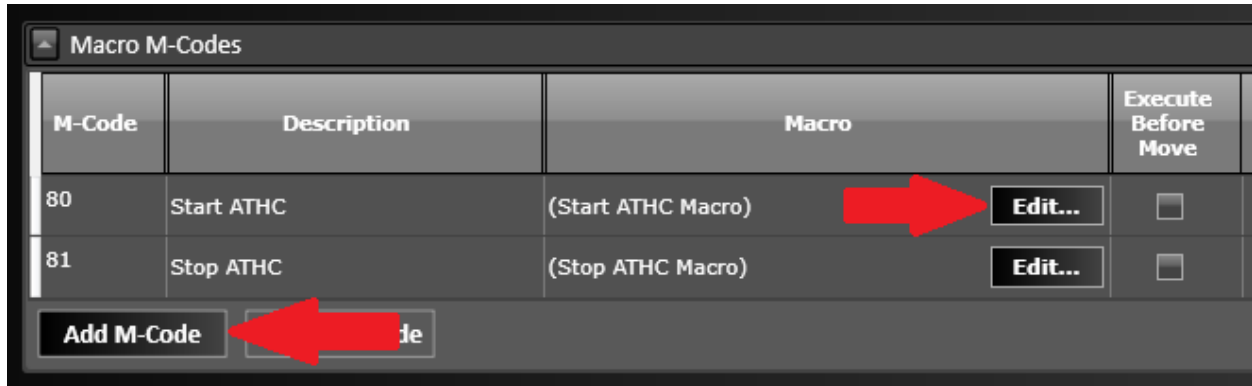 Macro M-Codes
M-Code Description Macro Execute Before Move
80 Start ATHC (Start ATHC Macro) Edit...
81 Stop ATHC (Stop ATHC Macro) Edit...
Add M-Code